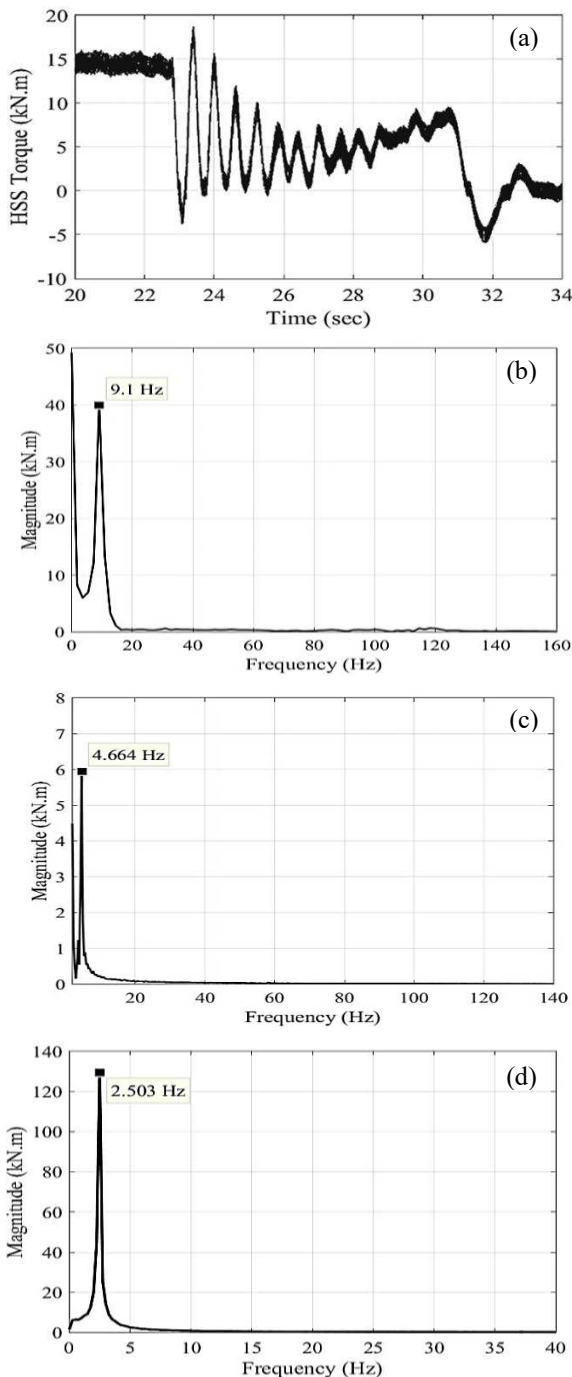 (a)
HSS Torque (kN.m)
20
15
10
5
0
-5
-10
20 22 24 26 28 30 32 34
Time (sec)
(b)
9.1 Hz
Magnitude (kN.m)
50
40
30
20
10
0
0 20 40 60 80 100 120 140 160
Frequency (Hz)
(c)
4.664 Hz
Magnitude (kN.m)
8
7
6
5
4
3
2
1
0
20 40 60 80 100 120 140
Frequency (Hz)
(d)
2.503 Hz
Magnitude (kN.m)
140
120
100
80
60
40
20
0
0 5 10 15 20 25 30 35 40
Frequency (Hz)